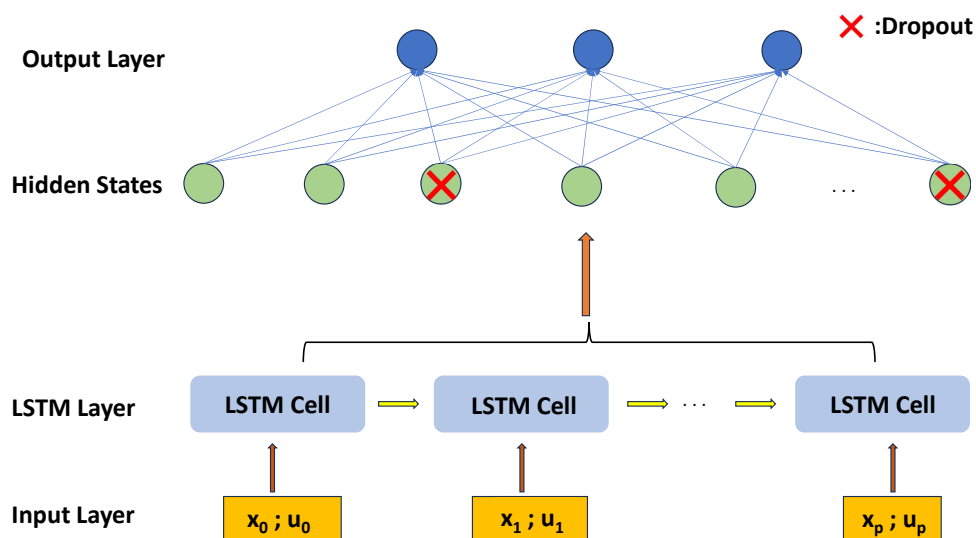 :Dropout
Output Layer
Hidden States
...
LSTM Layer
LSTM Cell
LSTM Cell
...
LSTM Cell
Input Layer
x₀ ; u₀
x₁ ; u₁
xₚ ; uₚ